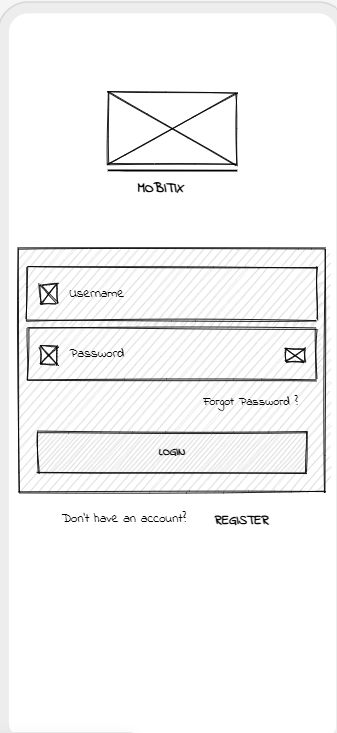 MOBITIX
Username
Password
Forgot Password ?
LOGIN
Don't have an account? REGISTER